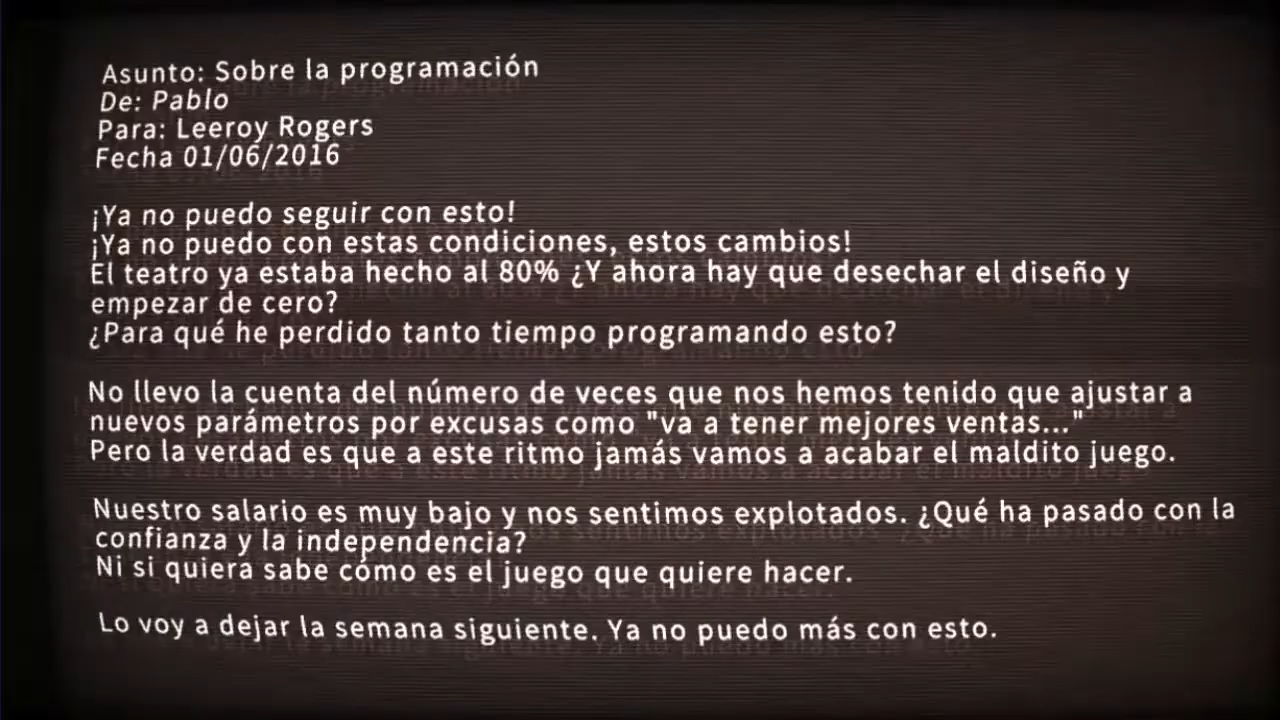 Asunto: Sobre la programación
De: Pablo
Para: Leeroy Rogers
Fecha 01/06/2016
¡Ya no puedo seguir con esto!
¡Ya no puedo con estas condiciones, estos cambios!
El teatro ya estaba hecho al 80% ¿Y ahora hay que desechar el diseño y
empezar de cero?
¿Para qué he perdido tanto tiempo programando esto?
No llevo la cuenta del número de veces que nos hemos tenido que ajustar a
nuevos parámetros por excusas como "va a tener mejores ventas..."
Pero la verdad es que a este ritmo jamás vamos a acabar el maldito juego.
Nuestro salario es muy bajo y nos sentimos explotados. ¿Qué ha pasado con la
confianza y la independencia?
Ni si quiera sabe cómo es el juego que quiere hacer.
Lo voy a dejar la semana siguiente. Ya no puedo más con esto.